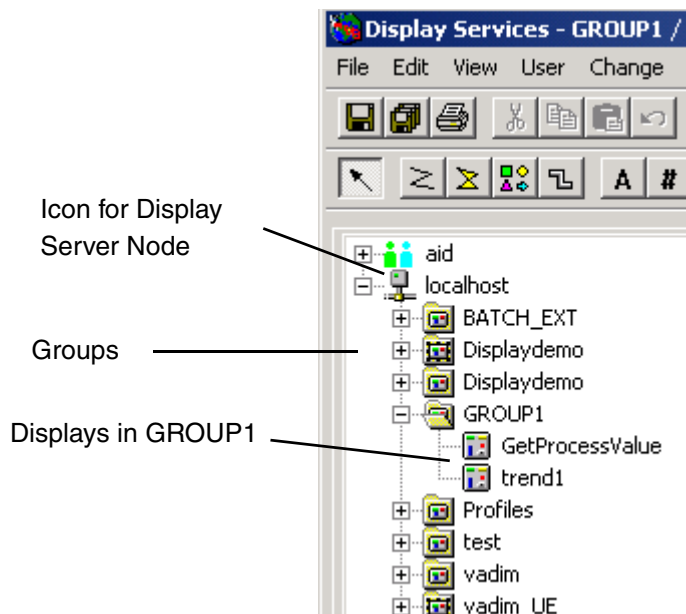 Display Services - GROUP1 /
File Edit View User Change
A #
Icon for Display
Server Node
aid
localhost
BATCH_EXT
Groups
Displaydemo
Displaydemo
GROUP1
Displays in GROUP1
GetProcessValue
trend1
Profiles
test
vadim
vadim_UE